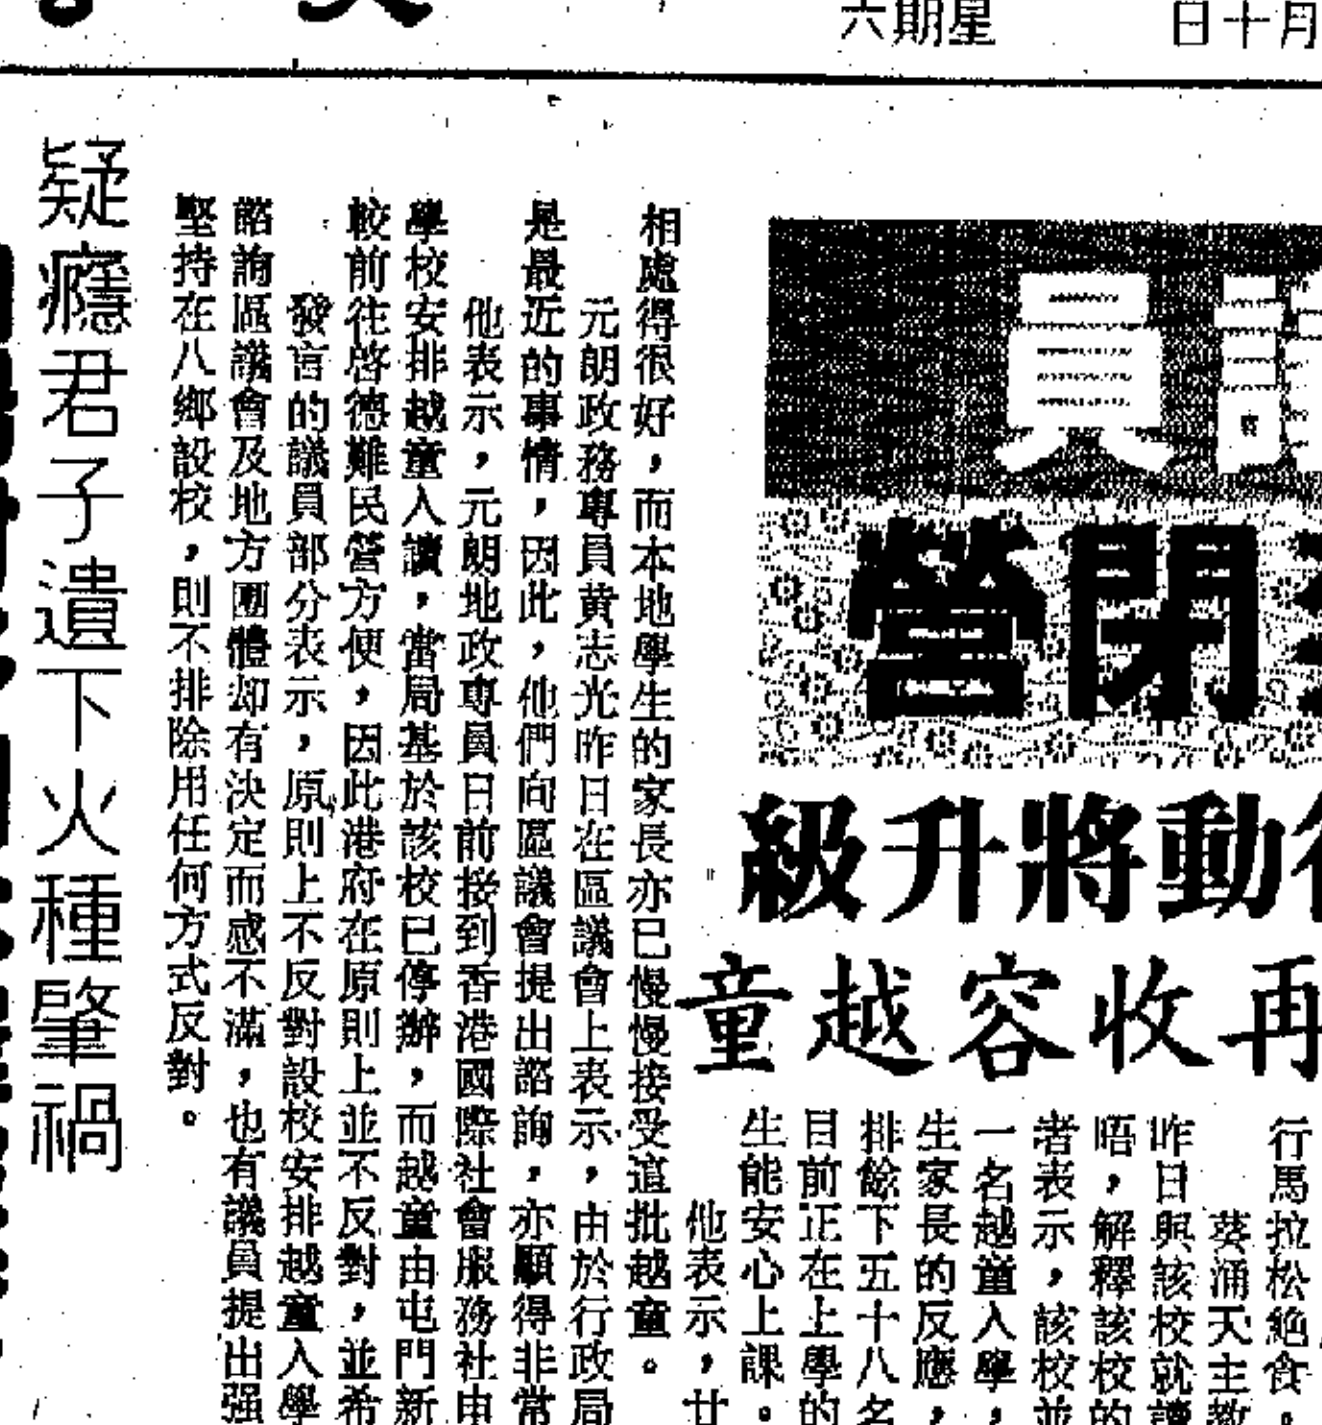 六期星
日十月
員
營閉
級升將動
童越容收再
行馬拉松絶食。
葵涌天主教
昨日與該校就讀
晤，解釋該校的
者表示，該校並
一名越童入學，
生家長的反應，
排餘下五十八名
目前正在上學的
生能安心上課。
他表示，廿
相處得很好，而本地學生的家長亦已慢慢接受這批越童。
元朗政務專員黄志光昨日在區議會上表示，由於行政局
是最近的事情，因此，他們向區議會提出諮詢，亦顯得非常
他表示，元朗地政專員日前接到香港國際社會服務社申
學校安排越童入讀，當局基於該校已停辦，而越童由屯門新
較前往啓德難民營方便，因此港府在原則上並不反對，並希
發言的議員部分表示，原則上不反對設校安排越童入學
諮詢區議會及地方團體却有決定而感不滿，也有議員提出强
堅持在八鄉設校，則不排除用任何方式反對。
疑癮君子遺下火種肇禍